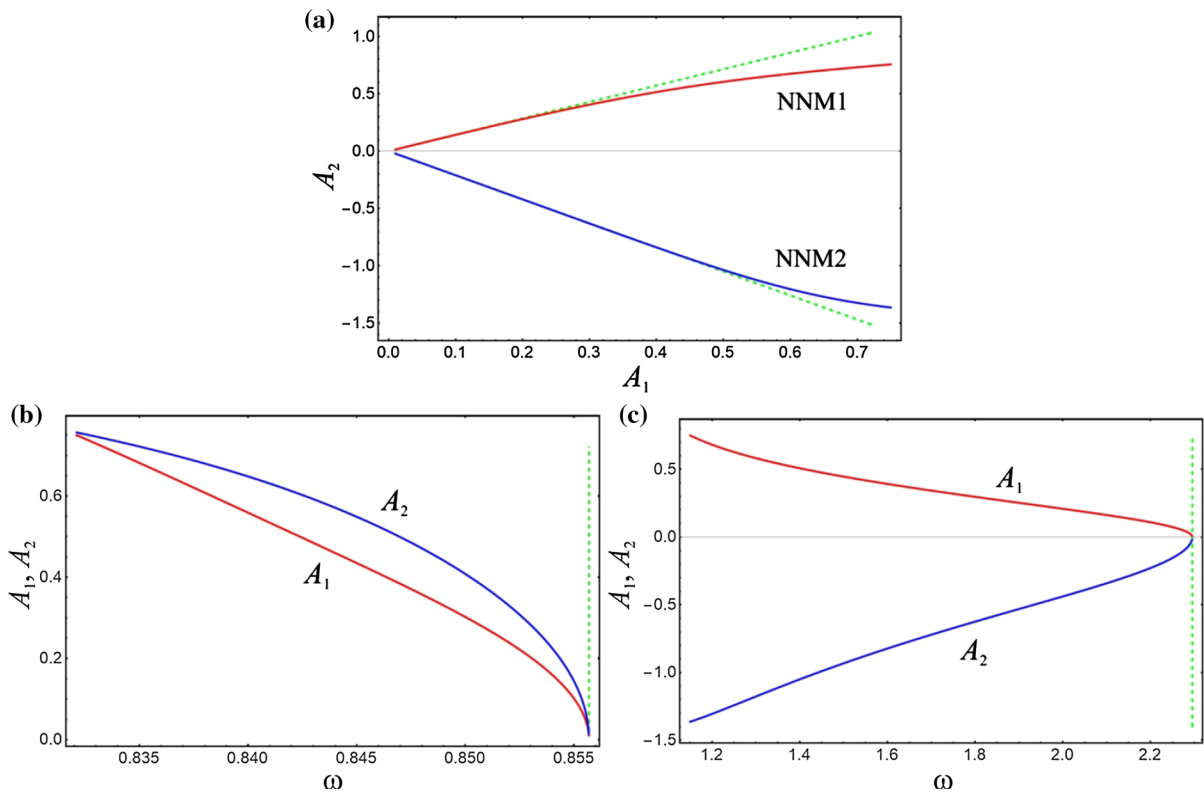 (a)
1.0
0.5
0.0
−0.5
−1.0
−1.5
A₂
NNM1
NNM2
0.0 0.1 0.2 0.3 0.4 0.5 0.6 0.7
A₁
(b)
0.6
0.4
0.2
0.0
A₁, A₂
A₂
A₁
0.835 0.840 0.845 0.850 0.855
ω
(c)
0.5
0.0
−0.5
−1.0
−1.5
A₁, A₂
A₁
A₂
1.2 1.4 1.6 1.8 2.0 2.2
ω